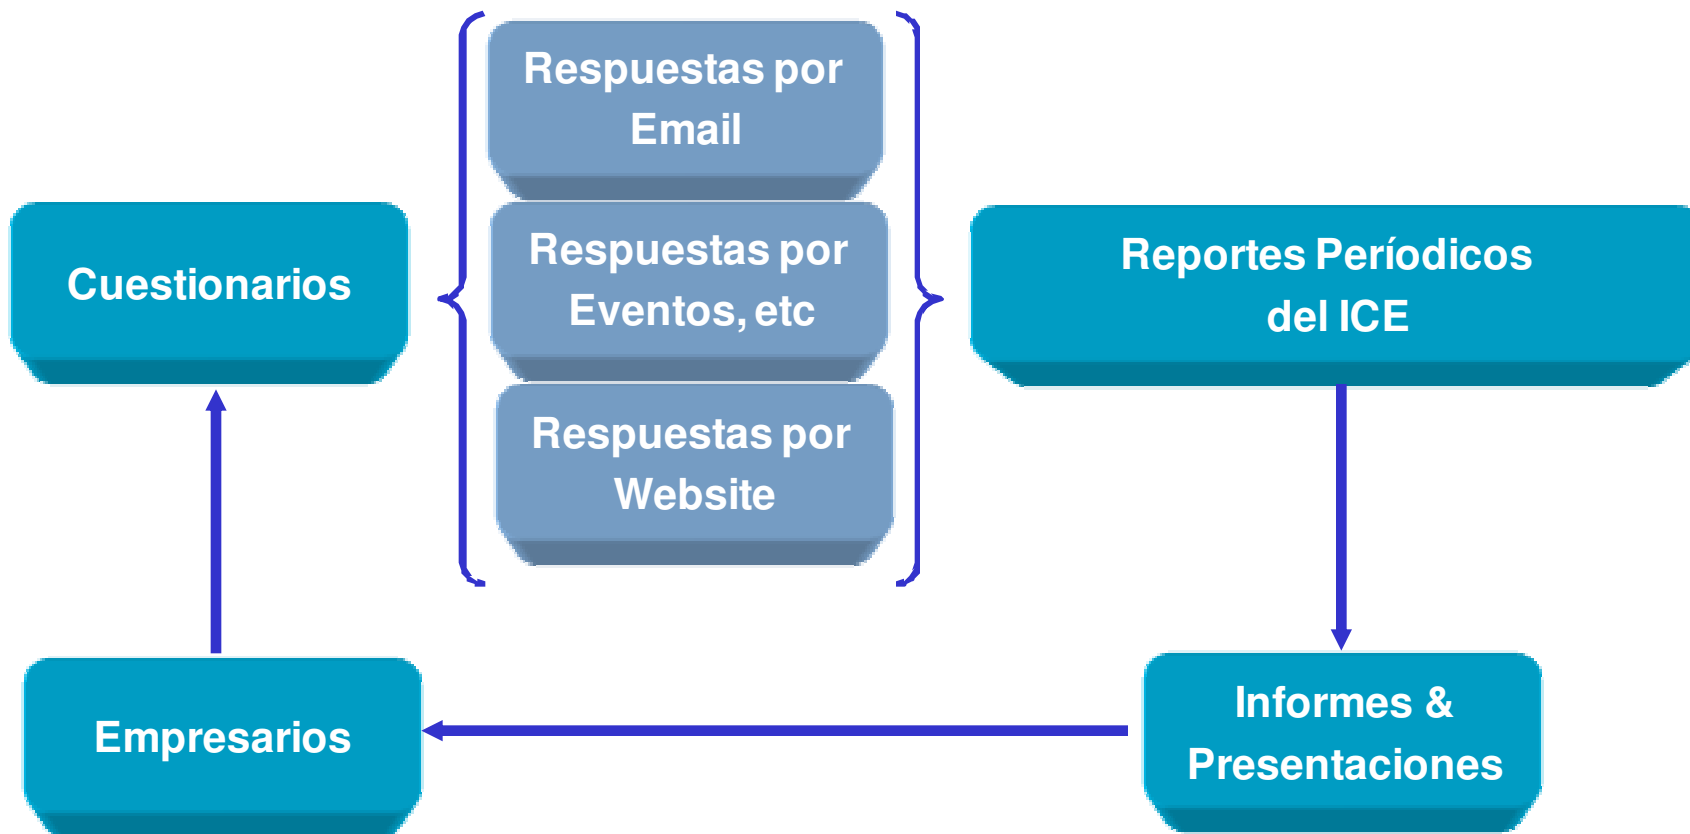 Respuestas por
Email
Cuestionarios
Respuestas por
Eventos, etc
Reportes Períodicos
del ICE
Respuestas por
Website
Empresarios
Informes &
Presentaciones